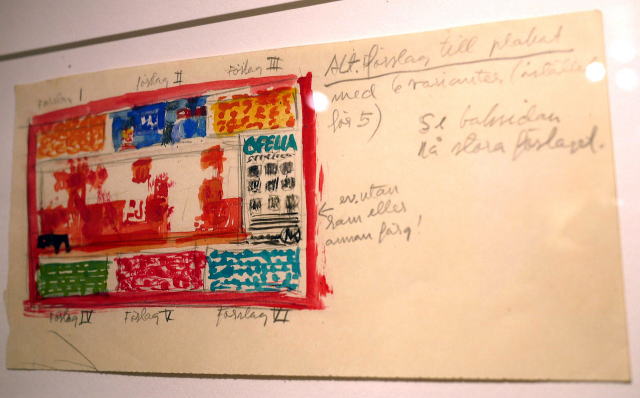 Förslag I
Förslag II
Förslag III
OFELIA
Förslag IV
Förslag V
Förslag VI
Alt. förslag till plakat
med 6 varianter (istället
för 5)
Se baksidan
på stora förslaget.
← ev. utan
ram eller
annan färg!